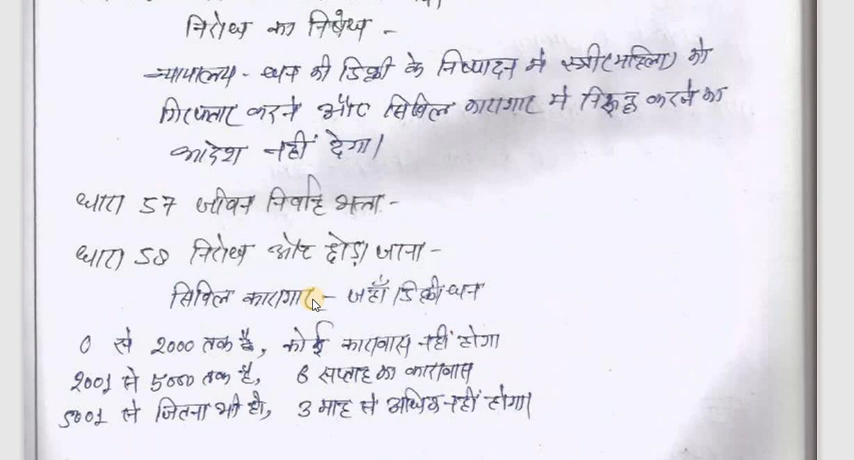 निरोध का निषेध -
न्यायालय - धन की डिक्री के निष्पादन में स्त्री (महिला) को
गिरफ्तार करने और सिविल कारागार में निरूद्ध करने का
आदेश नहीं देगा।
धारा 57 जीवन निर्वाह भत्ता -
धारा 58 निरोध और छोड़ा जाना -
सिविल कारागार - जहाँ डिक्री धन
0 से 2000 तक है, कोई कारावास नहीं होगा
2001 से 5000 तक है, 6 सप्ताह का कारावास
5001 से जितना भी हो, 3 माह से अधिक नहीं होगा।